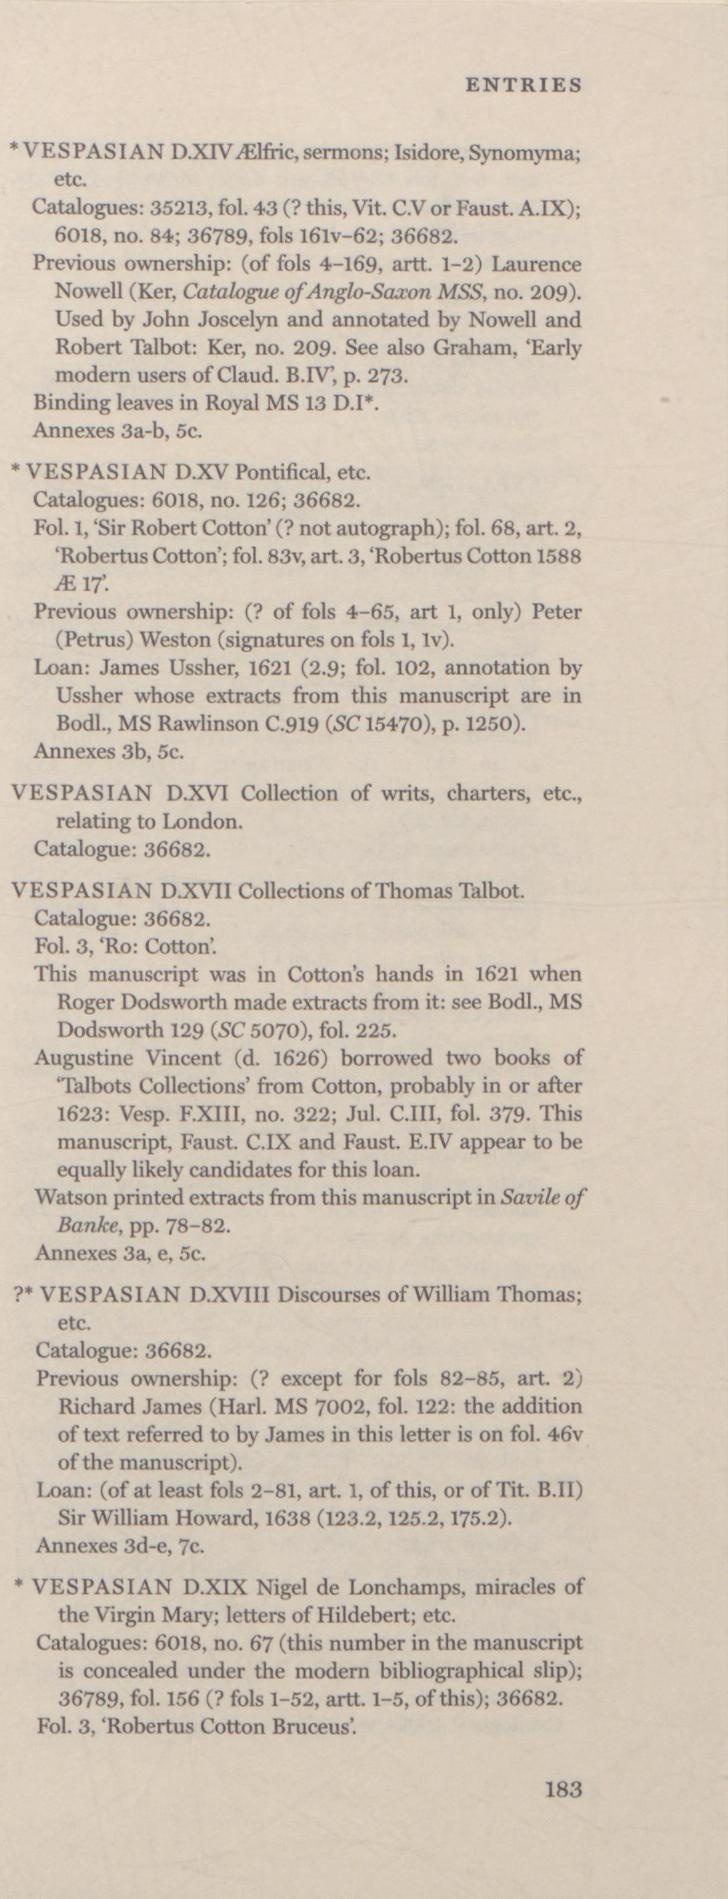 ENTRIES
* VESPASIAN D.XIV Ælfric, sermons; Isidore, Synomyma;
etc.
Catalogues: 35213, fol. 43 (? this, Vit. C.V or Faust. A.IX);
6018, no. 84; 36789, fols 161v–62; 36682.
Previous ownership: (of fols 4–169, artt. 1–2) Laurence
Nowell (Ker, Catalogue of Anglo-Saxon MSS, no. 209).
Used by John Joscelyn and annotated by Nowell and
Robert Talbot: Ker, no. 209. See also Graham, ‘Early
modern users of Claud. B.IV’, p. 273.
Binding leaves in Royal MS 13 D.I*.
Annexes 3a-b, 5c.
* VESPASIAN D.XV Pontifical, etc.
Catalogues: 6018, no. 126; 36682.
Fol. 1, ‘Sir Robert Cotton’ (? not autograph); fol. 68, art. 2,
‘Robertus Cotton’; fol. 83v, art. 3, ‘Robertus Cotton 1588
Æ 17’.
Previous ownership: (? of fols 4–65, art 1, only) Peter
(Petrus) Weston (signatures on fols 1, 1v).
Loan: James Ussher, 1621 (2.9; fol. 102, annotation by
Ussher whose extracts from this manuscript are in
Bodl., MS Rawlinson C.919 (SC 15470), p. 1250).
Annexes 3b, 5c.
VESPASIAN D.XVI Collection of writs, charters, etc.,
relating to London.
Catalogue: 36682.
VESPASIAN D.XVII Collections of Thomas Talbot.
Catalogue: 36682.
Fol. 3, ‘Ro: Cotton’.
This manuscript was in Cotton’s hands in 1621 when
Roger Dodsworth made extracts from it: see Bodl., MS
Dodsworth 129 (SC 5070), fol. 225.
Augustine Vincent (d. 1626) borrowed two books of
‘Talbots Collections’ from Cotton, probably in or after
1623: Vesp. F.XIII, no. 322; Jul. C.III, fol. 379. This
manuscript, Faust. C.IX and Faust. E.IV appear to be
equally likely candidates for this loan.
Watson printed extracts from this manuscript in Savile of
Banke, pp. 78–82.
Annexes 3a, e, 5c.
?* VESPASIAN D.XVIII Discourses of William Thomas;
etc.
Catalogue: 36682.
Previous ownership: (? except for fols 82–85, art. 2)
Richard James (Harl. MS 7002, fol. 122: the addition
of text referred to by James in this letter is on fol. 46v
of the manuscript).
Loan: (of at least fols 2–81, art. 1, of this, or of Tit. B.II)
Sir William Howard, 1638 (123.2, 125.2, 175.2).
Annexes 3d-e, 7c.
* VESPASIAN D.XIX Nigel de Lonchamps, miracles of
the Virgin Mary; letters of Hildebert; etc.
Catalogues: 6018, no. 67 (this number in the manuscript
is concealed under the modern bibliographical slip);
36789, fol. 156 (? fols 1–52, artt. 1–5, of this); 36682.
Fol. 3, ‘Robertus Cotton Bruceus’.
183